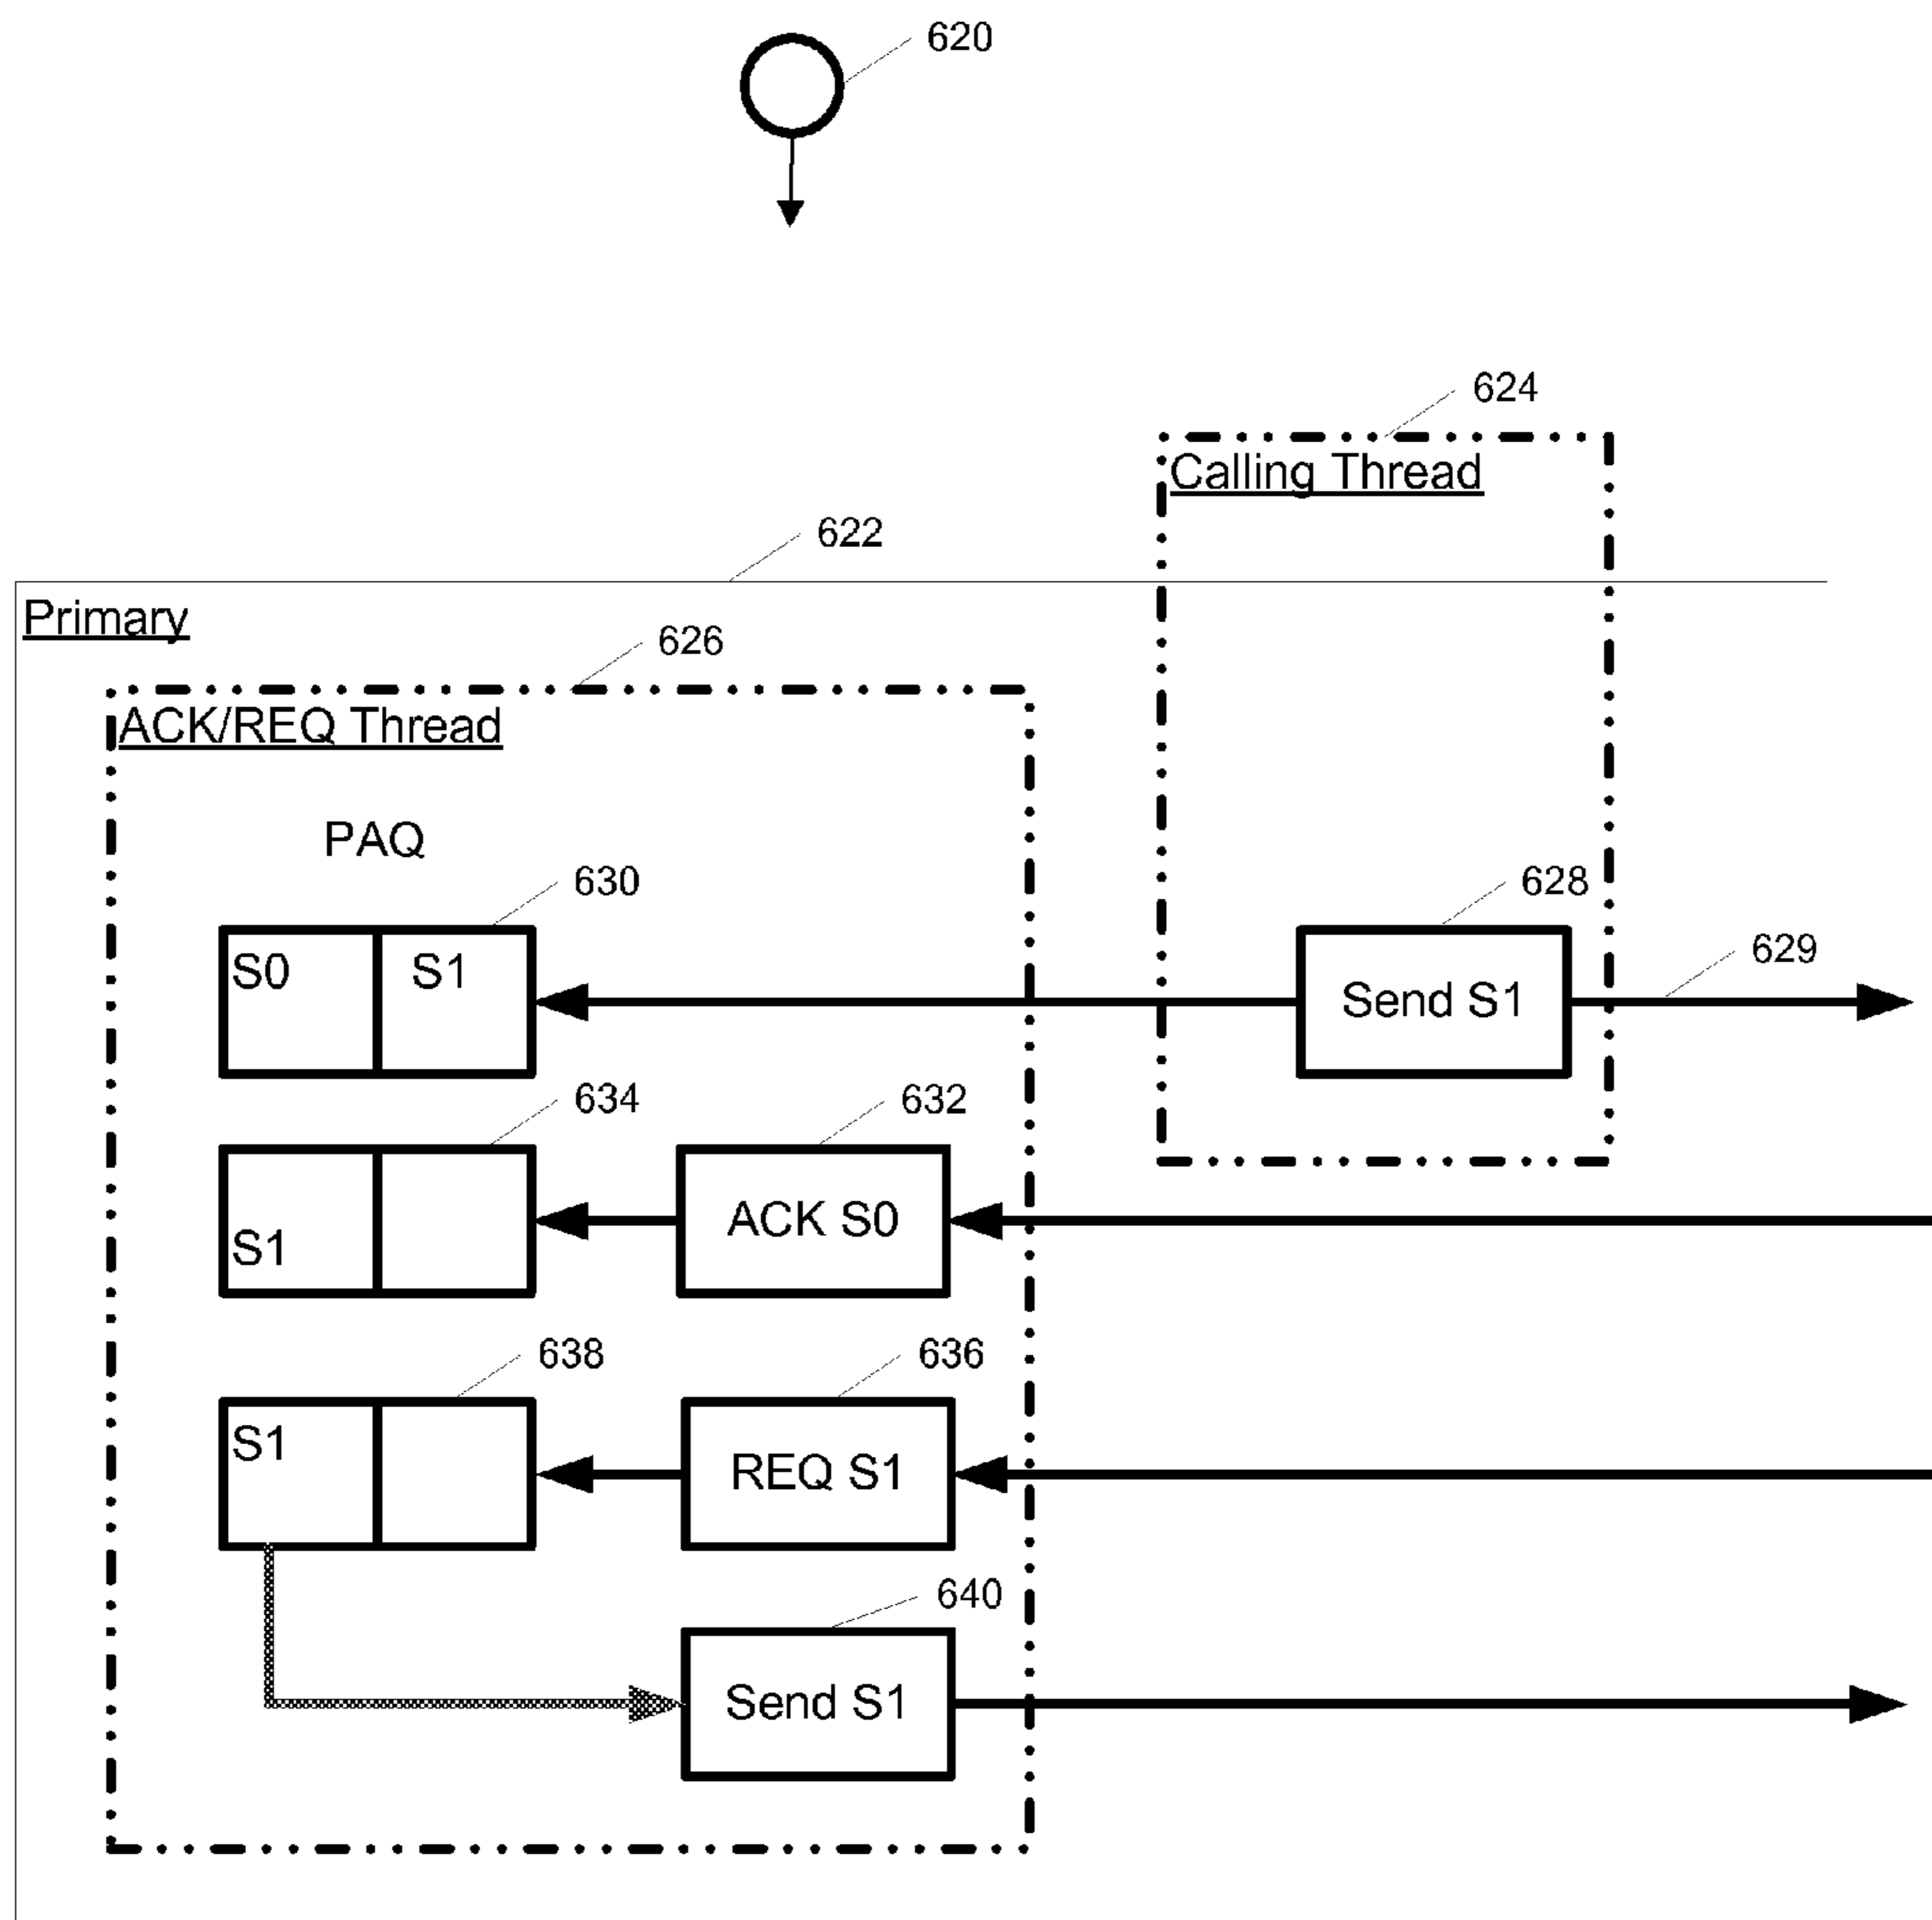 620
624
Calling Thread
622
Primary
626
ACK/REQ Thread
PAQ
630
628
629
S0 S1
Send S1
634
632
S1
ACK S0
638
636
S1
REQ S1
640
Send S1